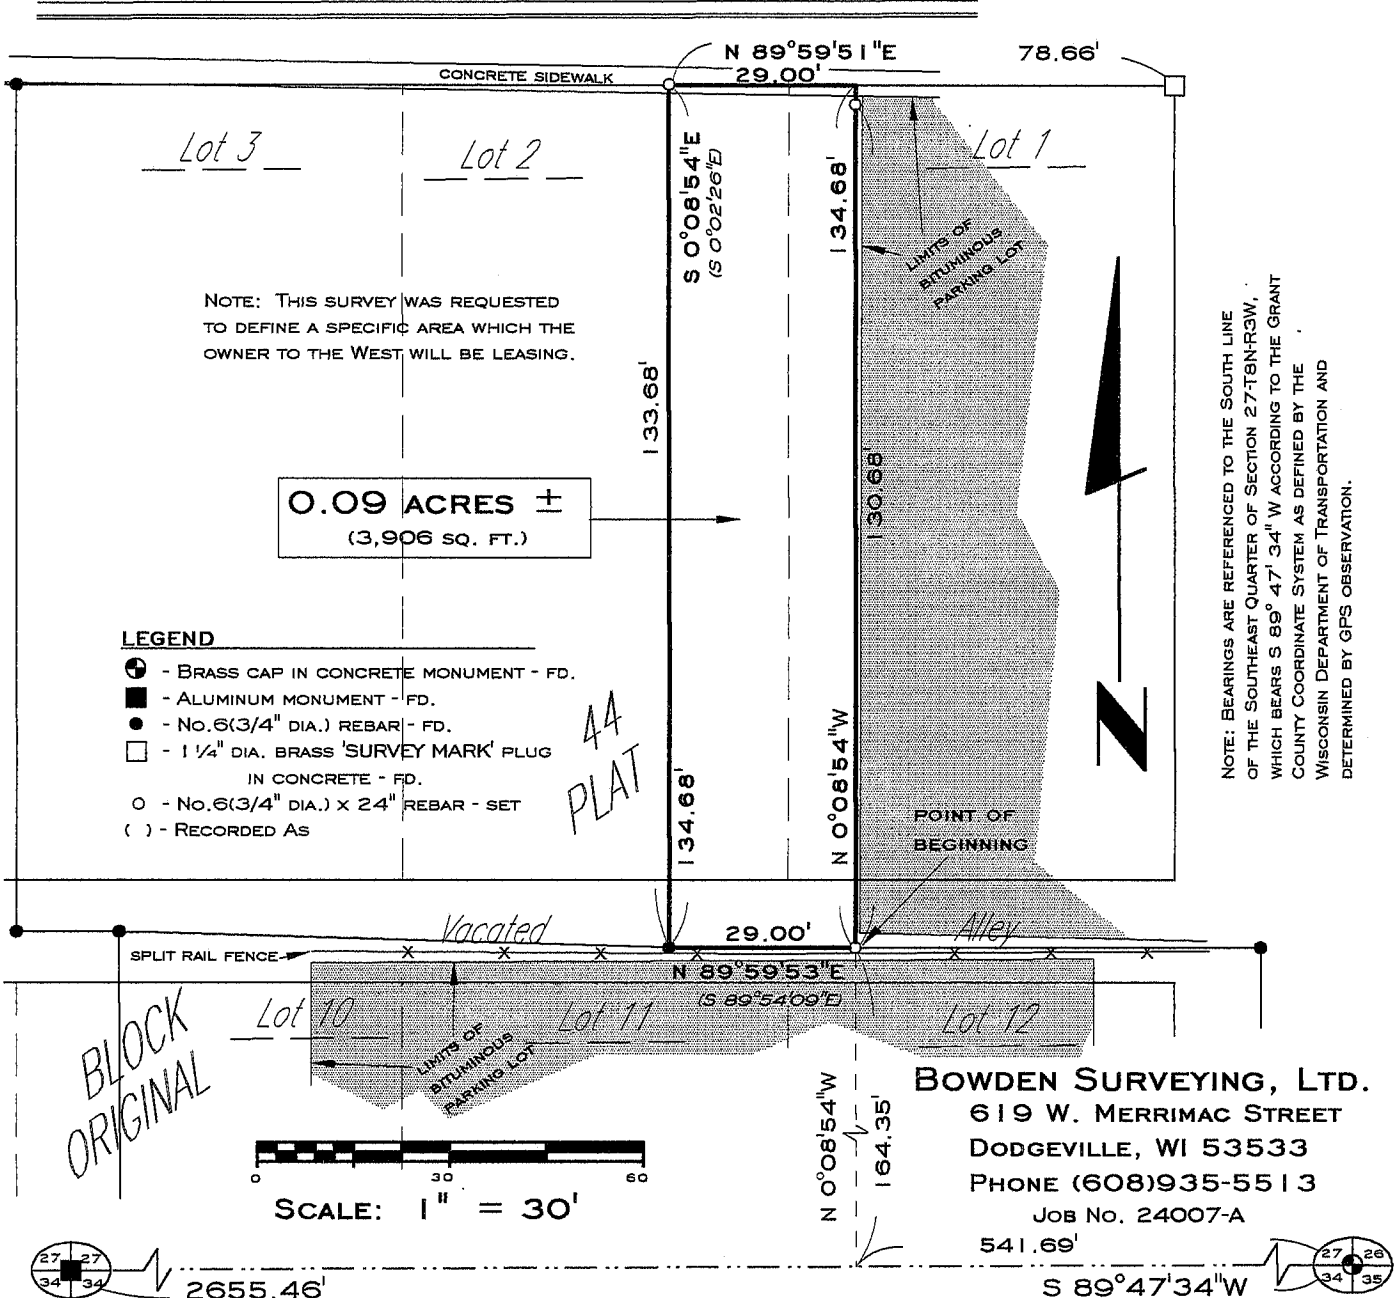 N 89°59'51"E
78.66'
29.00'
CONCRETE SIDEWALK
Lot 3
Lot 2
Lot 1
S 0°08'54"E
(S 0°02'26"E)
134.68'
LIMITS OF
BITUMINOUS
PARKING LOT
NOTE: THIS SURVEY WAS REQUESTED
TO DEFINE A SPECIFIC AREA WHICH THE
OWNER TO THE WEST WILL BE LEASING.
133.68'
130.68'
0.09 ACRES ±
(3,906 SQ. FT.)
NOTE: BEARINGS ARE REFERENCED TO THE SOUTH LINE
OF THE SOUTHEAST QUARTER OF SECTION 27-T8N-R3W,
WHICH BEARS S 89° 47' 34" W ACCORDING TO THE GRANT
COUNTY COORDINATE SYSTEM AS DEFINED BY THE
WISCONSIN DEPARTMENT OF TRANSPORTATION AND
DETERMINED BY GPS OBSERVATION.
LEGEND
- BRASS CAP IN CONCRETE MONUMENT - FD.
- ALUMINUM MONUMENT - FD.
- NO.6(3/4" DIA.) REBAR - FD.
- 1 1/4" DIA. BRASS 'SURVEY MARK' PLUG
IN CONCRETE - FD.
- NO.6(3/4" DIA.) X 24" REBAR - SET
( ) - RECORDED AS
44
PLAT
134.68'
N 0°08'54"W
N
POINT OF
BEGINNING
Vacated
29.00'
Alley
SPLIT RAIL FENCE
X X X X X X X
N 89°59'53"E
(S 89°54'09"E)
Lot 10
Lot 11
Lot 12
BLOCK
ORIGINAL
LIMITS OF
BITUMINOUS
PARKING LOT
N 0°08'54"W
164.35'
BOWDEN SURVEYING, LTD.
619 W. MERRIMAC STREET
DODGEVILLE, WI 53533
PHONE (608)935-5513
JOB NO. 24007-A
0 30 60
SCALE: 1" = 30'
541.69'
27 27
34 34
2655.46'
S 89°47'34"W
27 26
34 35